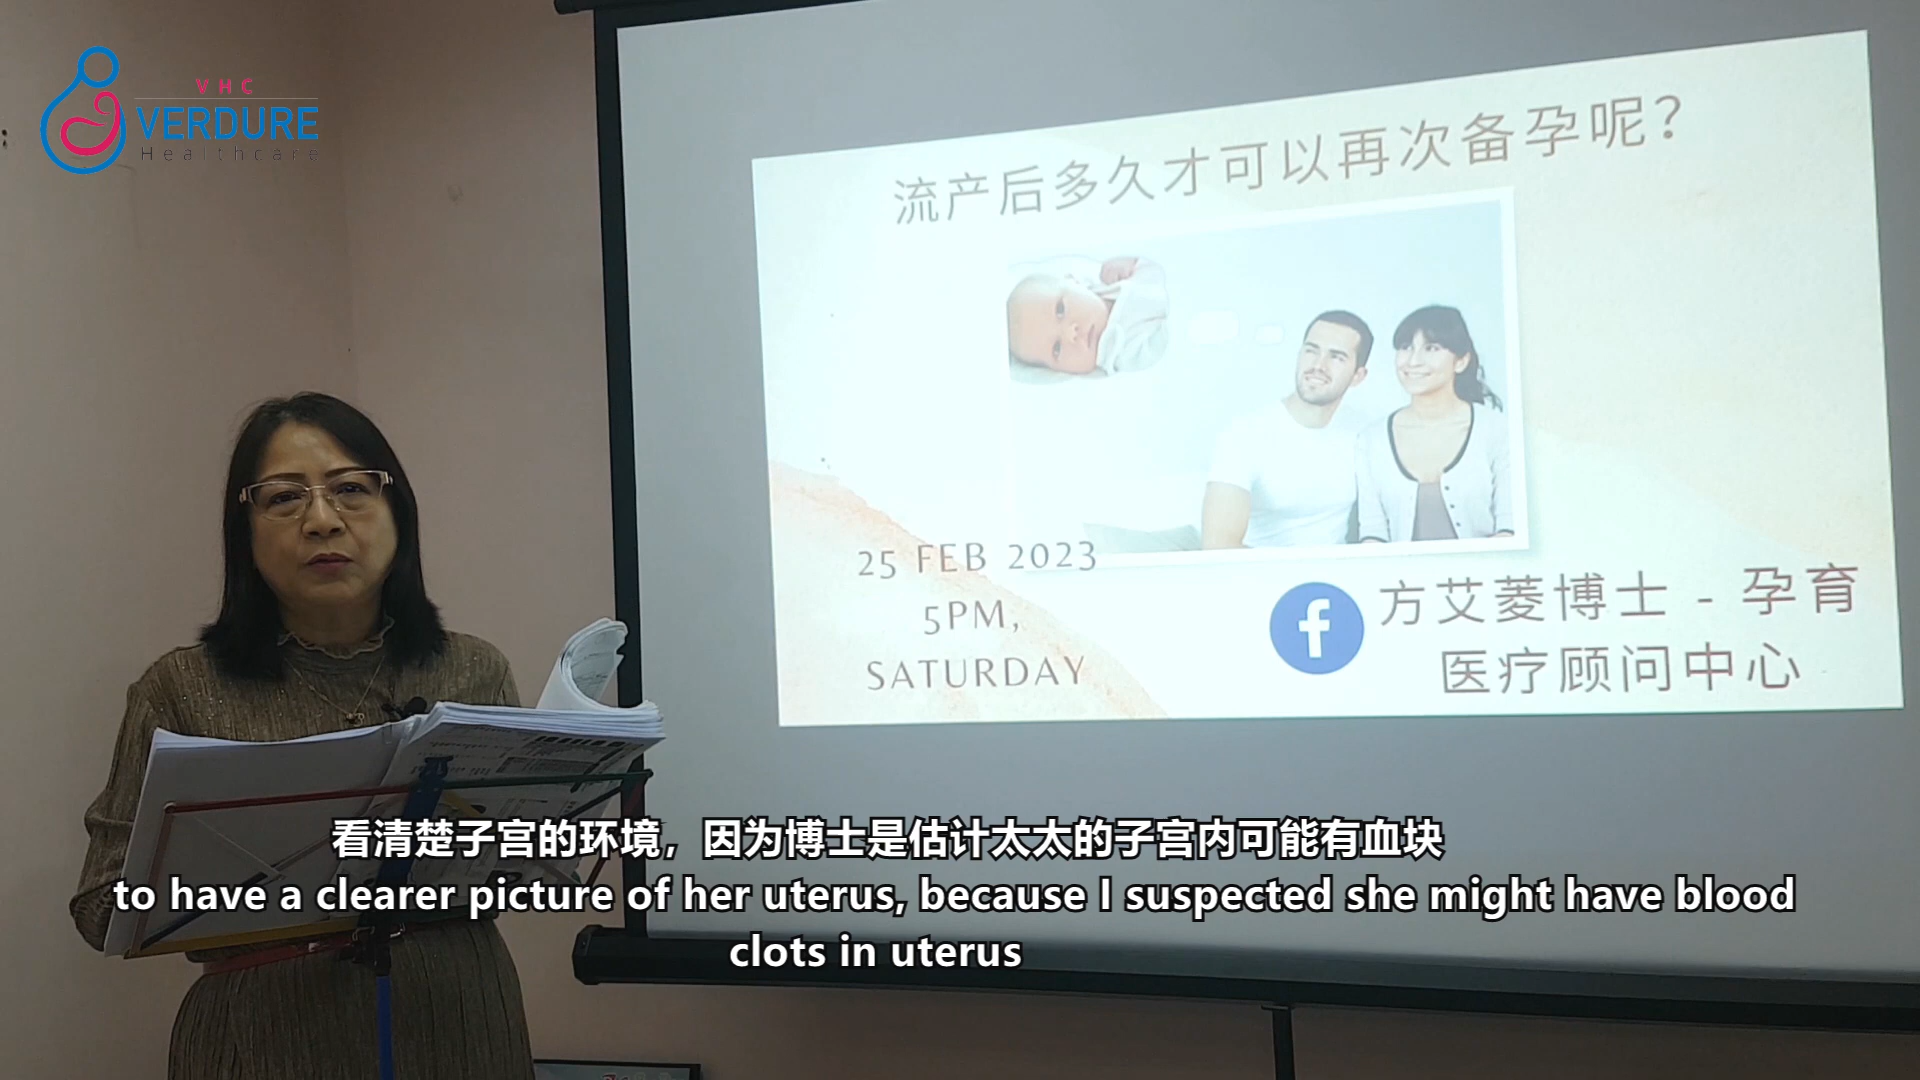 VHC
VERDURE
Healthcare
流产后多久才可以再次备孕呢？
25 FEB 2023
5PM,
SATURDAY
f
方艾菱博士 - 孕育
医疗顾问中心
看清楚子宫的环境，因为博士是估计太太的子宫内可能有血块
to have a clearer picture of her uterus, because I suspected she might have blood
clots in uterus